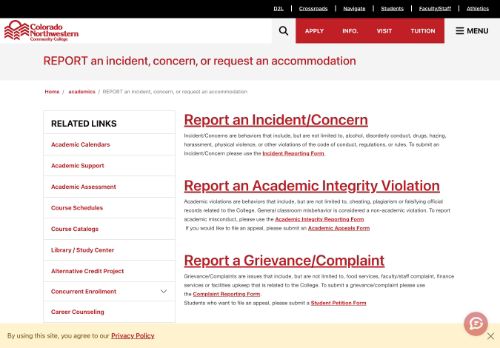 D2L | Crossroads | Navigate | Students | Faculty/Staff | Athletics
Colorado
Northwestern
Community College
APPLY INFO. VISIT TUITION MENU
REPORT an incident, concern, or request an accommodation
Home / academics / REPORT an incident, concern, or request an accommodation
RELATED LINKS
Academic Calendars
Academic Support
Academic Assessment
Course Schedules
Course Catalogs
Library / Study Center
Alternative Credit Project
Concurrent Enrollment
Career Counseling
Report an Incident/Concern
Incident/Concerns are behaviors that include, but are not limited to, alcohol, disorderly conduct, drugs, hazing,
harassment, physical violence, or other violations of the code of conduct, regulations, or rules. To submit an
Incident/Concern please use the Incident Reporting Form.
Report an Academic Integrity Violation
Academic violations are behaviors that include, but are not limited to, cheating, plagiarism or falsifying official
records related to the College. General classroom misbehavior is considered a non-academic violation. To report
academic misconduct, please use the Academic Integrity Reporting Form
If you would like to file an appeal, please submit an Academic Appeals Form
Report a Grievance/Complaint
Grievance/Complaints are issues that include, but are not limited to, food services, faculty/staff complaint, finance
services or facilities upkeep that is related to the College. To submit a grievance/complaint please use
the Complaint Reporting Form
Students who want to file an appeal, please submit a Student Petition Form
By using this site, you agree to our Privacy Policy